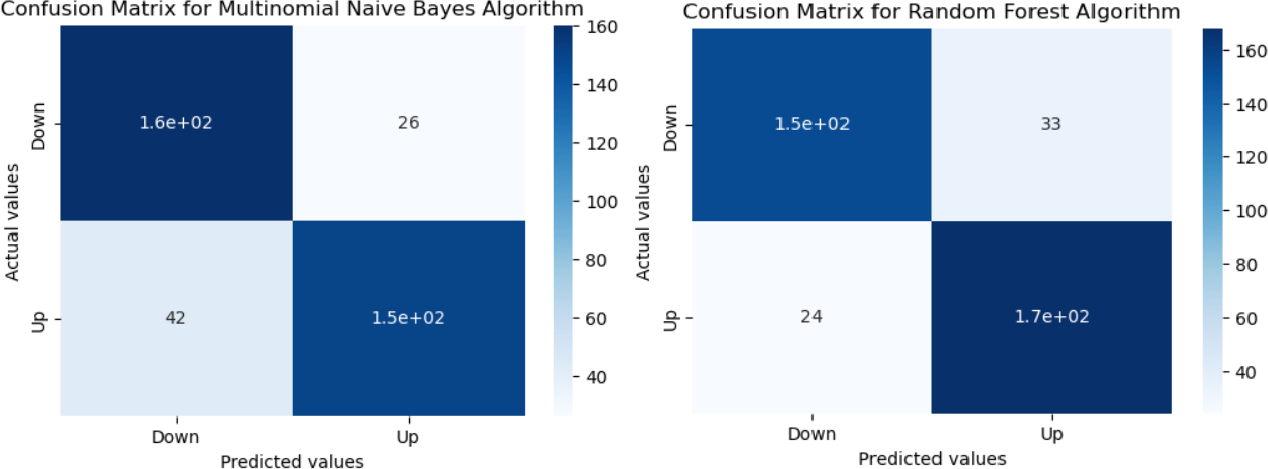 Confusion Matrix for Multinomial Naive Bayes Algorithm
160
140
120
100
80
60
40
Down
Up
Actual values
1.6e+02 26
42 1.5e+02
Down Up
Predicted values
Confusion Matrix for Random Forest Algorithm
160
140
120
100
80
60
40
Down
Up
Actual values
1.5e+02 33
24 1.7e+02
Down Up
Predicted values